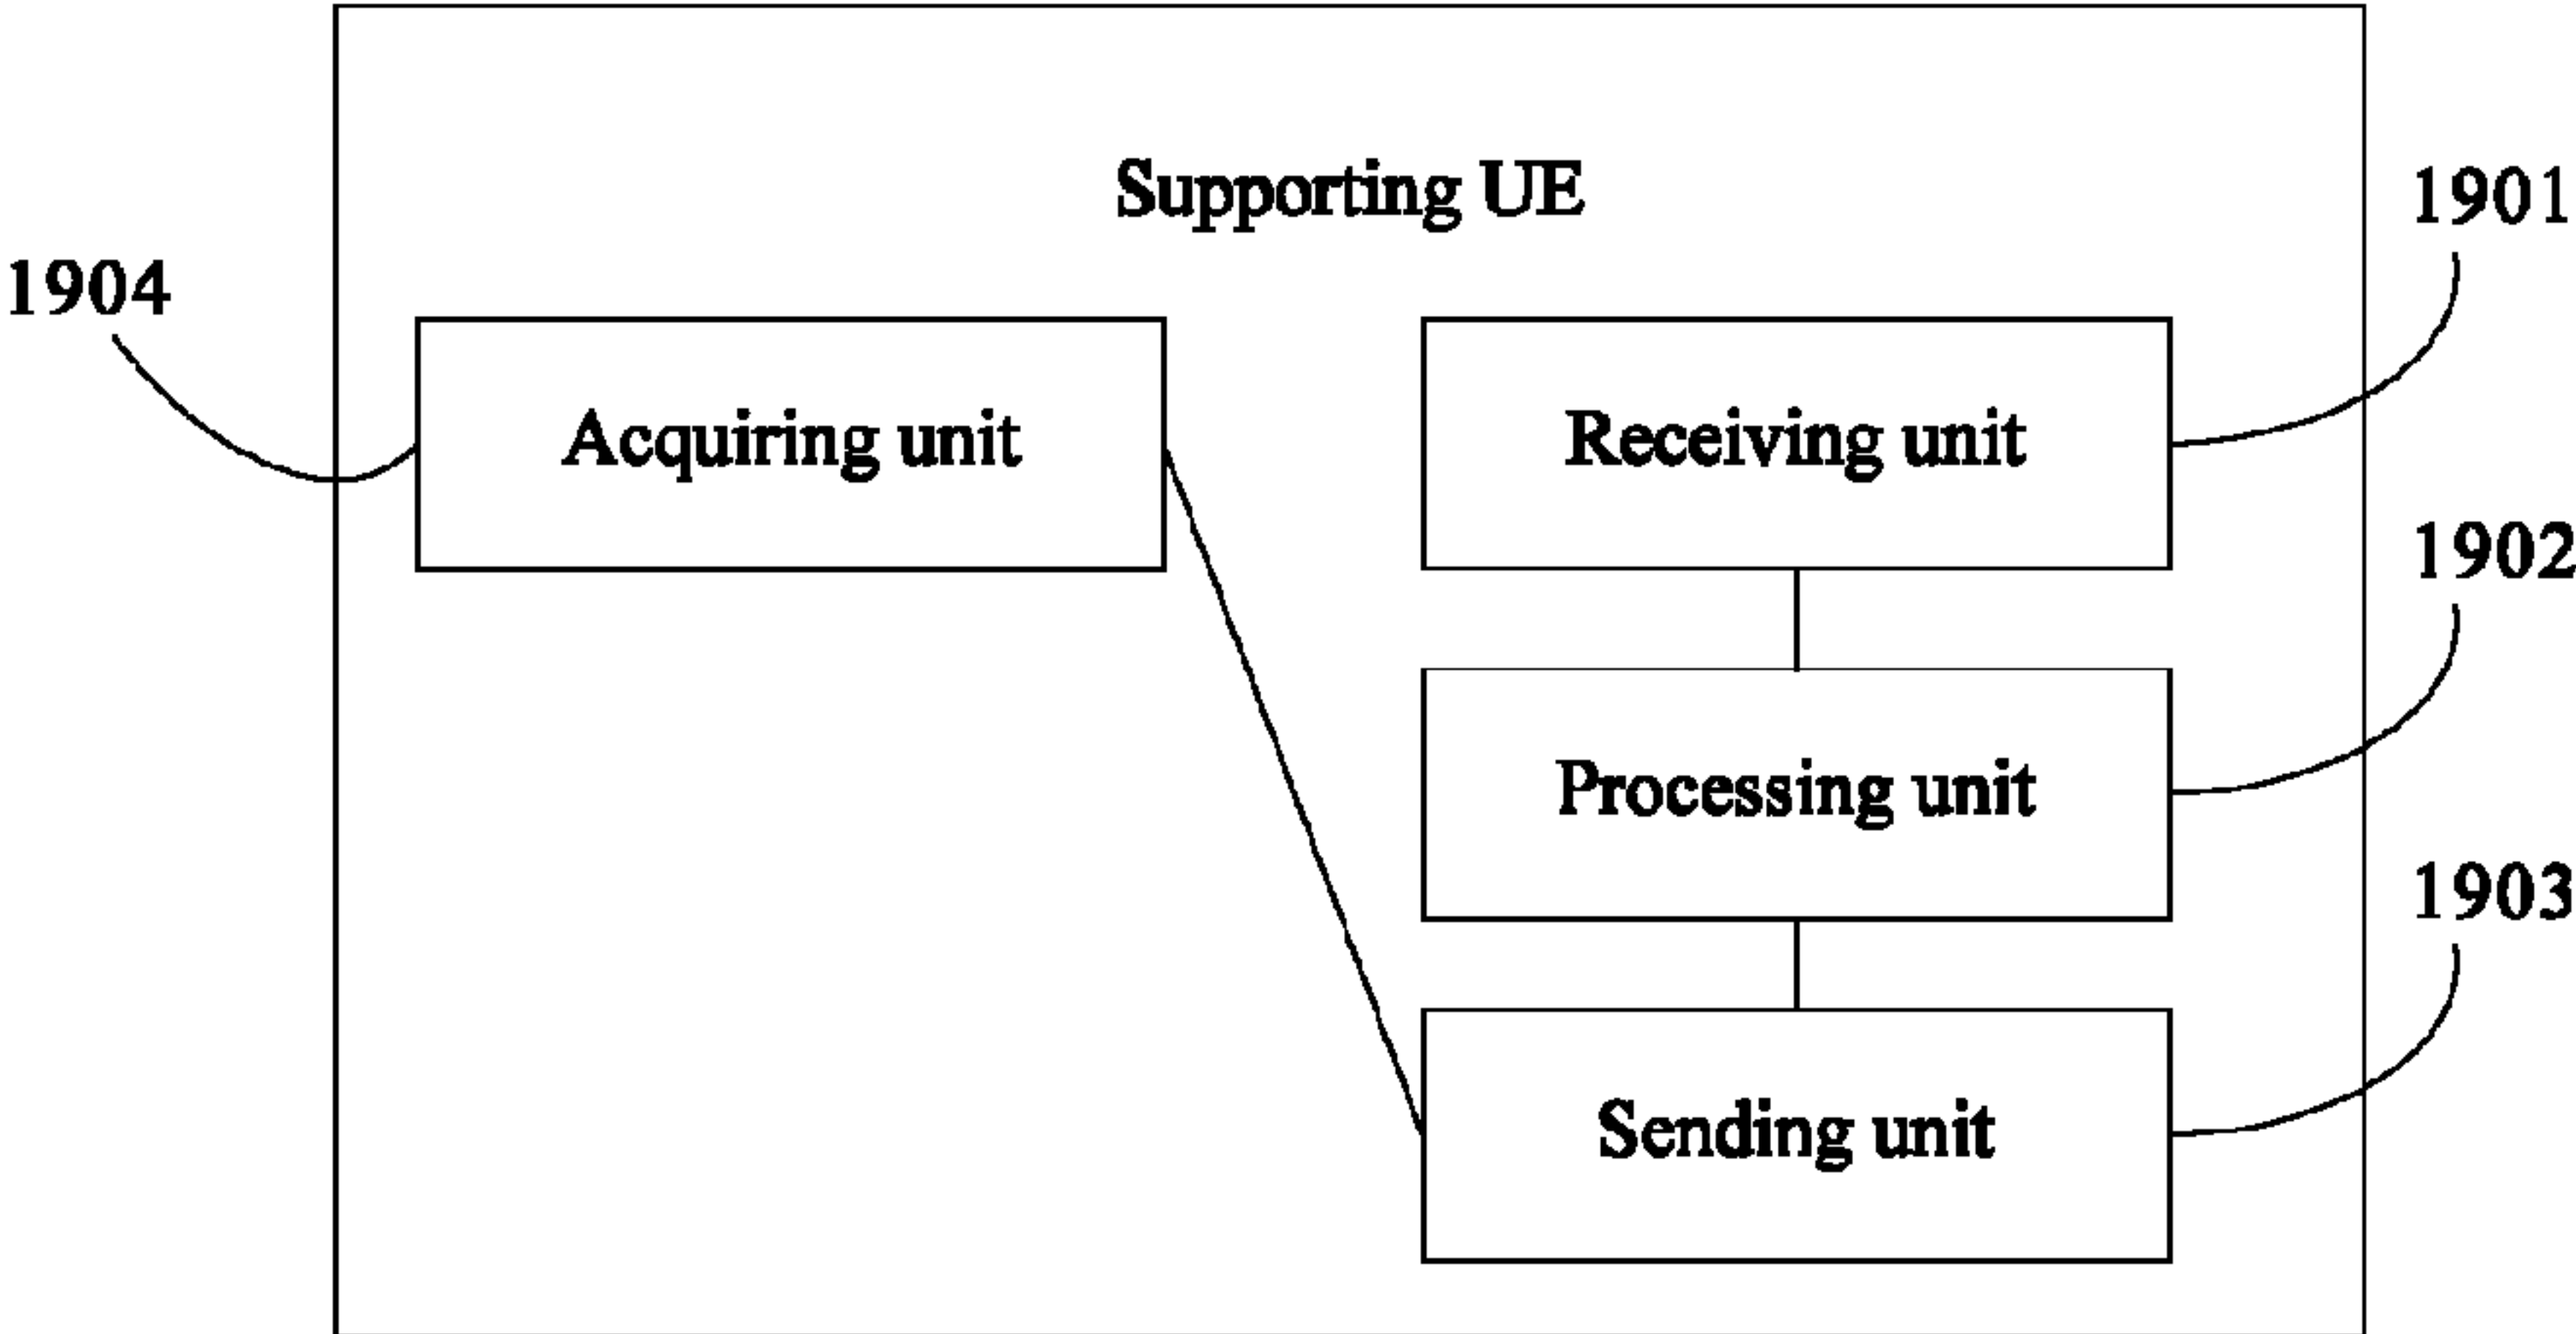 Supporting UE
1901
1904
Acquiring unit
Receiving unit
1902
Processing unit
1903
Sending unit